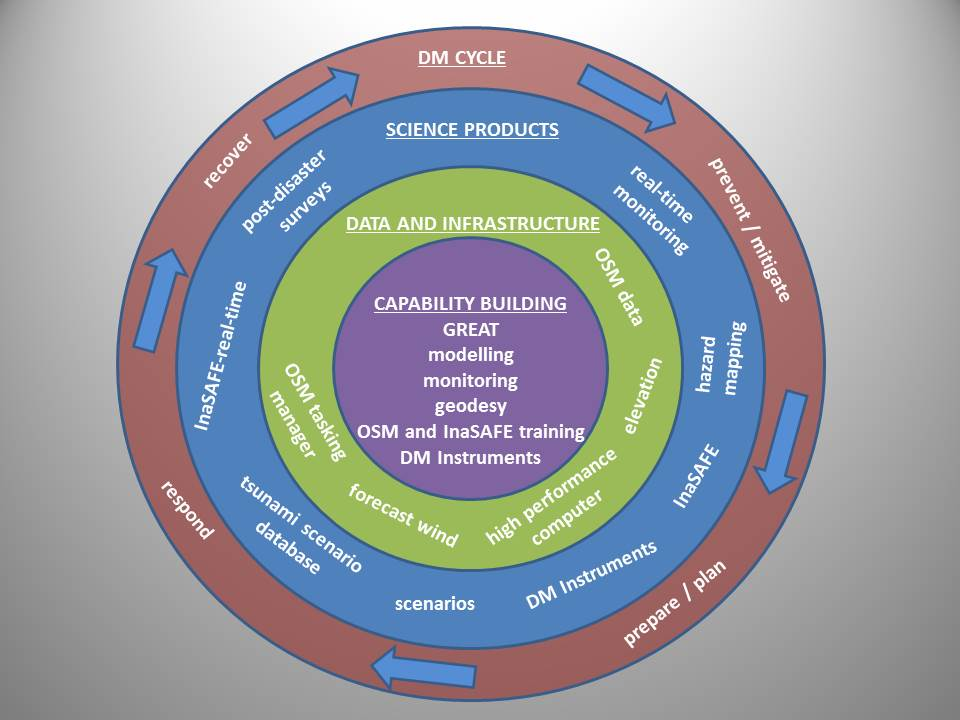 DM CYCLE
prevent / mitigate
prepare / plan
respond
recover
SCIENCE PRODUCTS
real-time
monitoring
hazard
mapping
InaSAFE
DM Instruments
scenarios
tsunami scenario
database
InaSAFE-real-time
post-disaster
surveys
DATA AND INFRASTRUCTURE
OSM data
elevation
high performance
computer
forecast wind
OSM tasking
manager
CAPABILITY BUILDING
GREAT
modelling
monitoring
geodesy
OSM and InaSAFE training
DM Instruments